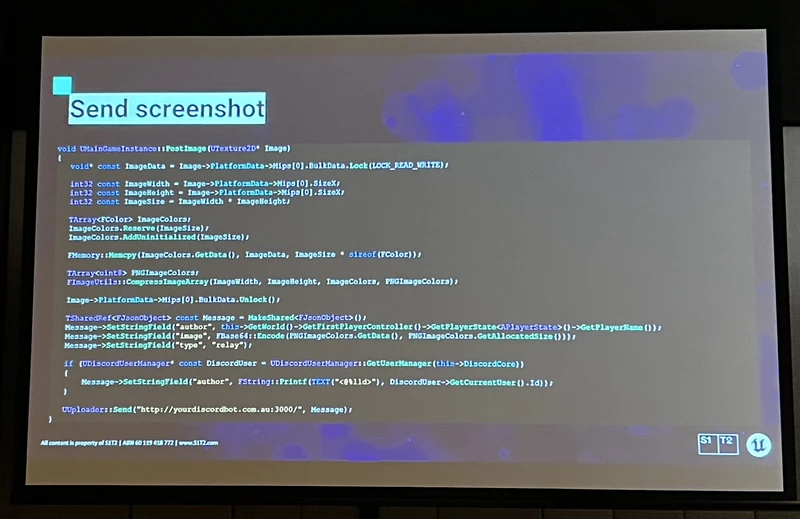 Send screenshot
void UMainGameInstance::PostImage(UTexture2D* Image)
{
void* const ImageData = Image->PlatformData->Mips[0].BulkData.Lock(LOCK_READ_WRITE);
int32 const ImageWidth = Image->PlatformData->Mips[0].SizeX;
int32 const ImageHeight = Image->PlatformData->Mips[0].SizeX;
int32 const ImageSize = ImageWidth * ImageHeight;
TArray<FColor> ImageColors;
ImageColors.Reserve(ImageSize);
ImageColors.AddUninitialized(ImageSize);
FMemory::Memcpy(ImageColors.GetData(), ImageData, ImageSize * sizeof(FColor));
TArray<uint8> PNGImageColors;
FImageUtils::CompressImageArray(ImageWidth, ImageHeight, ImageColors, PNGImageColors);
Image->PlatformData->Mips[0].BulkData.Unlock();
TSharedRef<FJsonObject> const Message = MakeShared<FJsonObject>();
Message->SetStringField("author", this->GetWorld()->GetFirstPlayerController()->GetPlayerState<APlayerState>()->GetPlayerName());
Message->SetStringField("image", FBase64::Encode(PNGImageColors.GetData(), PNGImageColors.GetAllocatedSize()));
Message->SetStringField("type", "relay");
if (UDiscordUserManager* const DiscordUser = UDiscordUserManager::GetUserManager(this->DiscordCore))
{
Message->SetStringField("author", FString::Printf(TEXT("<@%lld>"), DiscordUser->GetCurrentUser().Id));
}
UUploader::Send("http://yourdiscordbot.com.au:3000/", Message);
}
All content is property of S1T2 | ABN 60 119 418 772 | www.S1T2.com
S1 T2